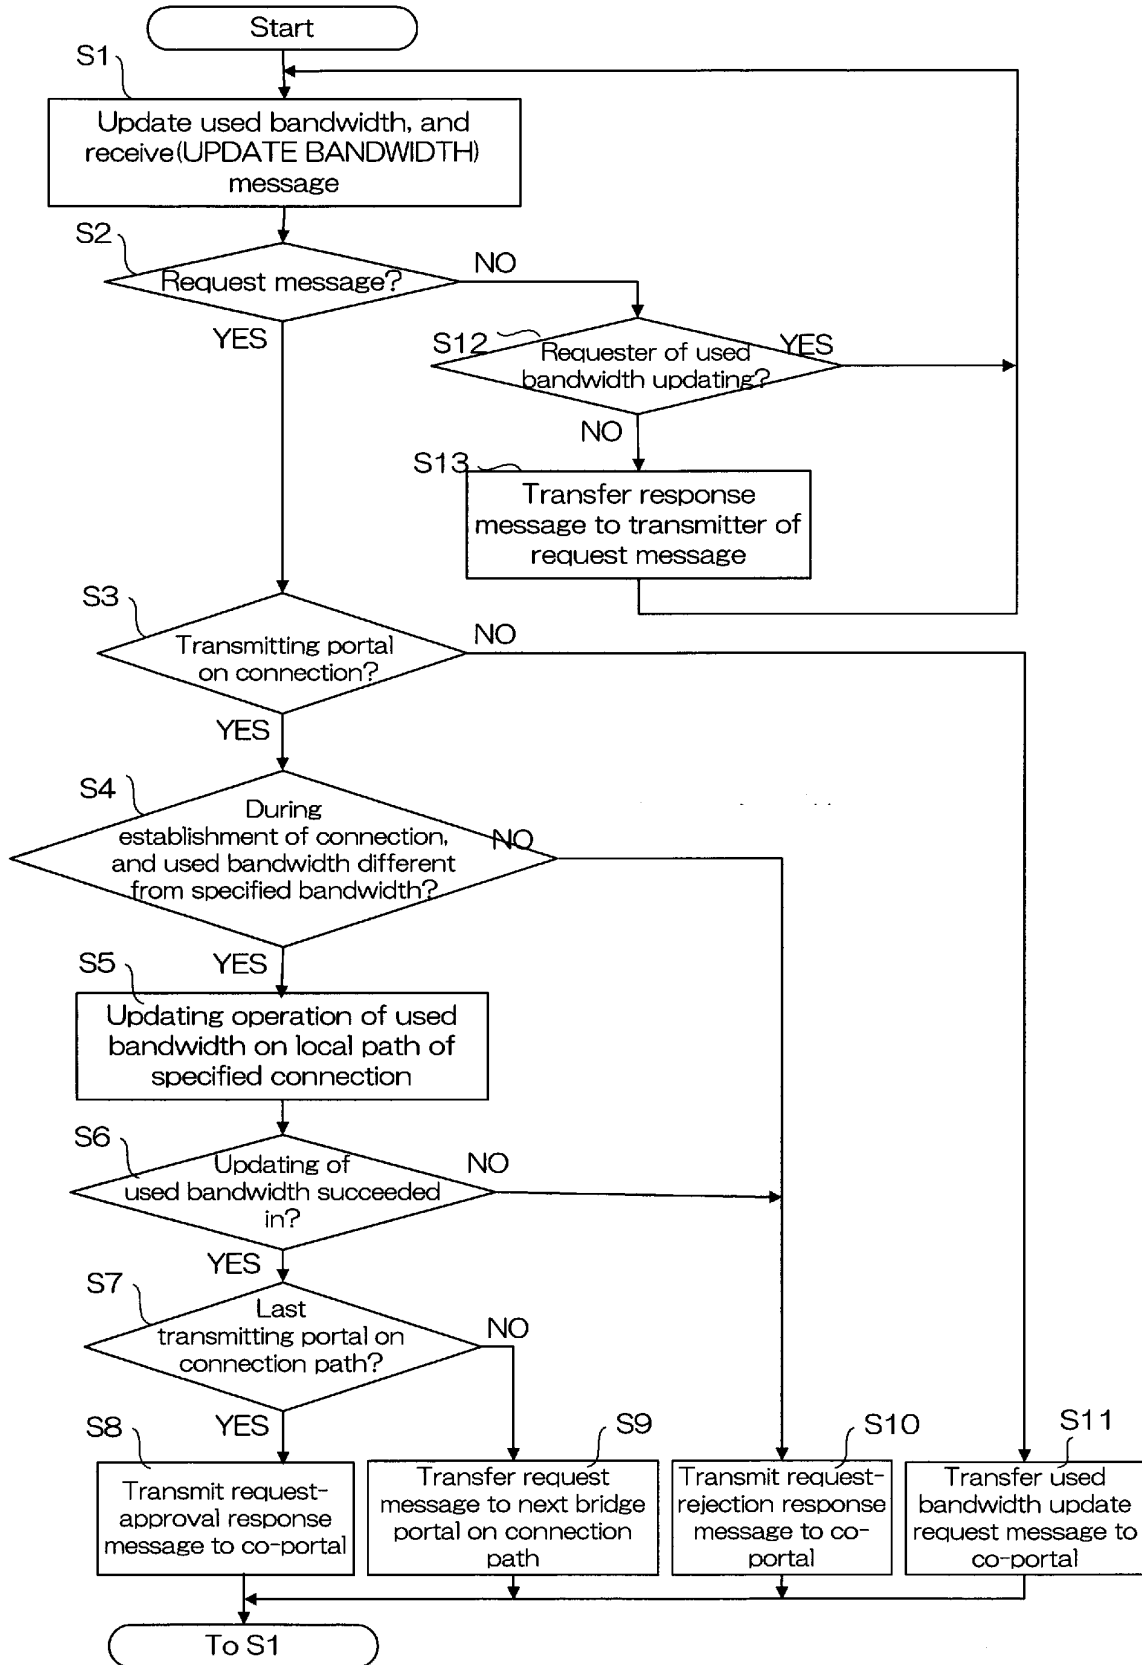 Start
S1
Update used bandwidth, and
receive(UPDATE BANDWIDTH)
message
S2
Request message?
NO
YES
S12
Requester of used
bandwidth updating?
YES
NO
S13
Transfer response
message to transmitter of
request message
S3
Transmitting portal
on connection?
NO
YES
S4
During
establishment of connection,
and used bandwidth different
from specified bandwidth?
NO
YES
S5
Updating operation of used
bandwidth on local path of
specified connection
S6
Updating of
used bandwidth succeeded
in?
NO
YES
S7
Last
transmitting portal on
connection path?
NO
YES
S8
Transmit request-
approval response
message to co-portal
S9
Transfer request
message to next bridge
portal on connection
path
S10
Transmit request-
rejection response
message to co-
portal
S11
Transfer used
bandwidth update
request message to
co-portal
To S1